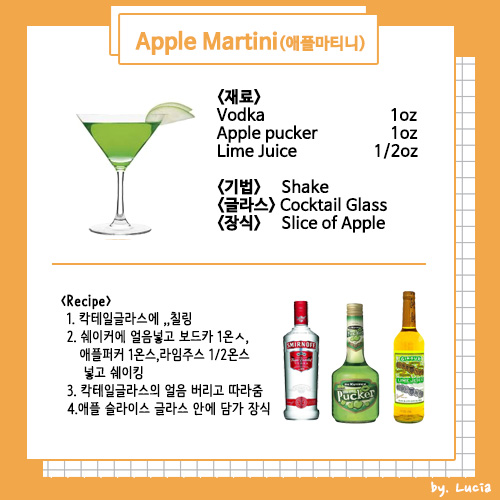 Apple Martini(애플마티니)
<재료>
Vodka 1oz
Apple pucker 1oz
Lime Juice 1/2oz
<기법> Shake
<글라스> Cocktail Glass
<장식> Slice of Apple
<Recipe>
1. 칵테일글라스에 ,,칠링
2. 쉐이커에 얼음넣고 보드카 1온ㅅ,
애플퍼커 1온스,라임주스 1/2온스
넣고 쉐이킹
3. 칵테일글라스의 얼음 버리고 따라줌
4.애플 슬라이스 글라스 안에 담가 장식
SMIRNOFF
Pucker
LIME JUICE
by. Lucia